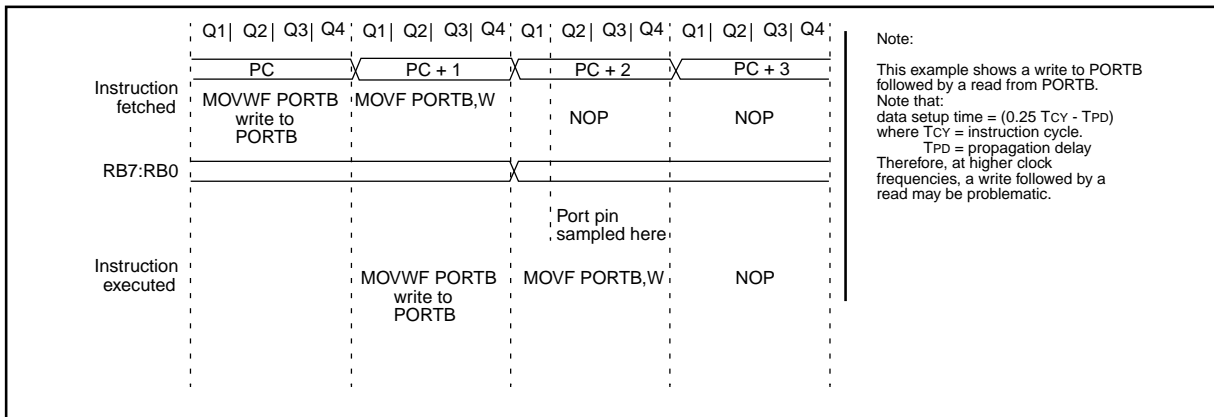 Q1| Q2| Q3| Q4 Q1| Q2| Q3| Q4 Q1 Q2| Q3| Q4 Q1| Q2| Q3| Q4
PC PC + 1 PC + 2 PC + 3
Instruction
fetched
MOVWF PORTB
write to
PORTB
MOVF PORTB,W
NOP
NOP
RB7:RB0
Port pin
sampled here
Instruction
executed
MOVWF PORTB
write to
PORTB
MOVF PORTB,W
NOP
Note:
This example shows a write to PORTB
followed by a read from PORTB.
Note that:
data setup time = (0.25 TCY - TPD)
where TCY = instruction cycle.
TPD = propagation delay
Therefore, at higher clock
frequencies, a write followed by a
read may be problematic.